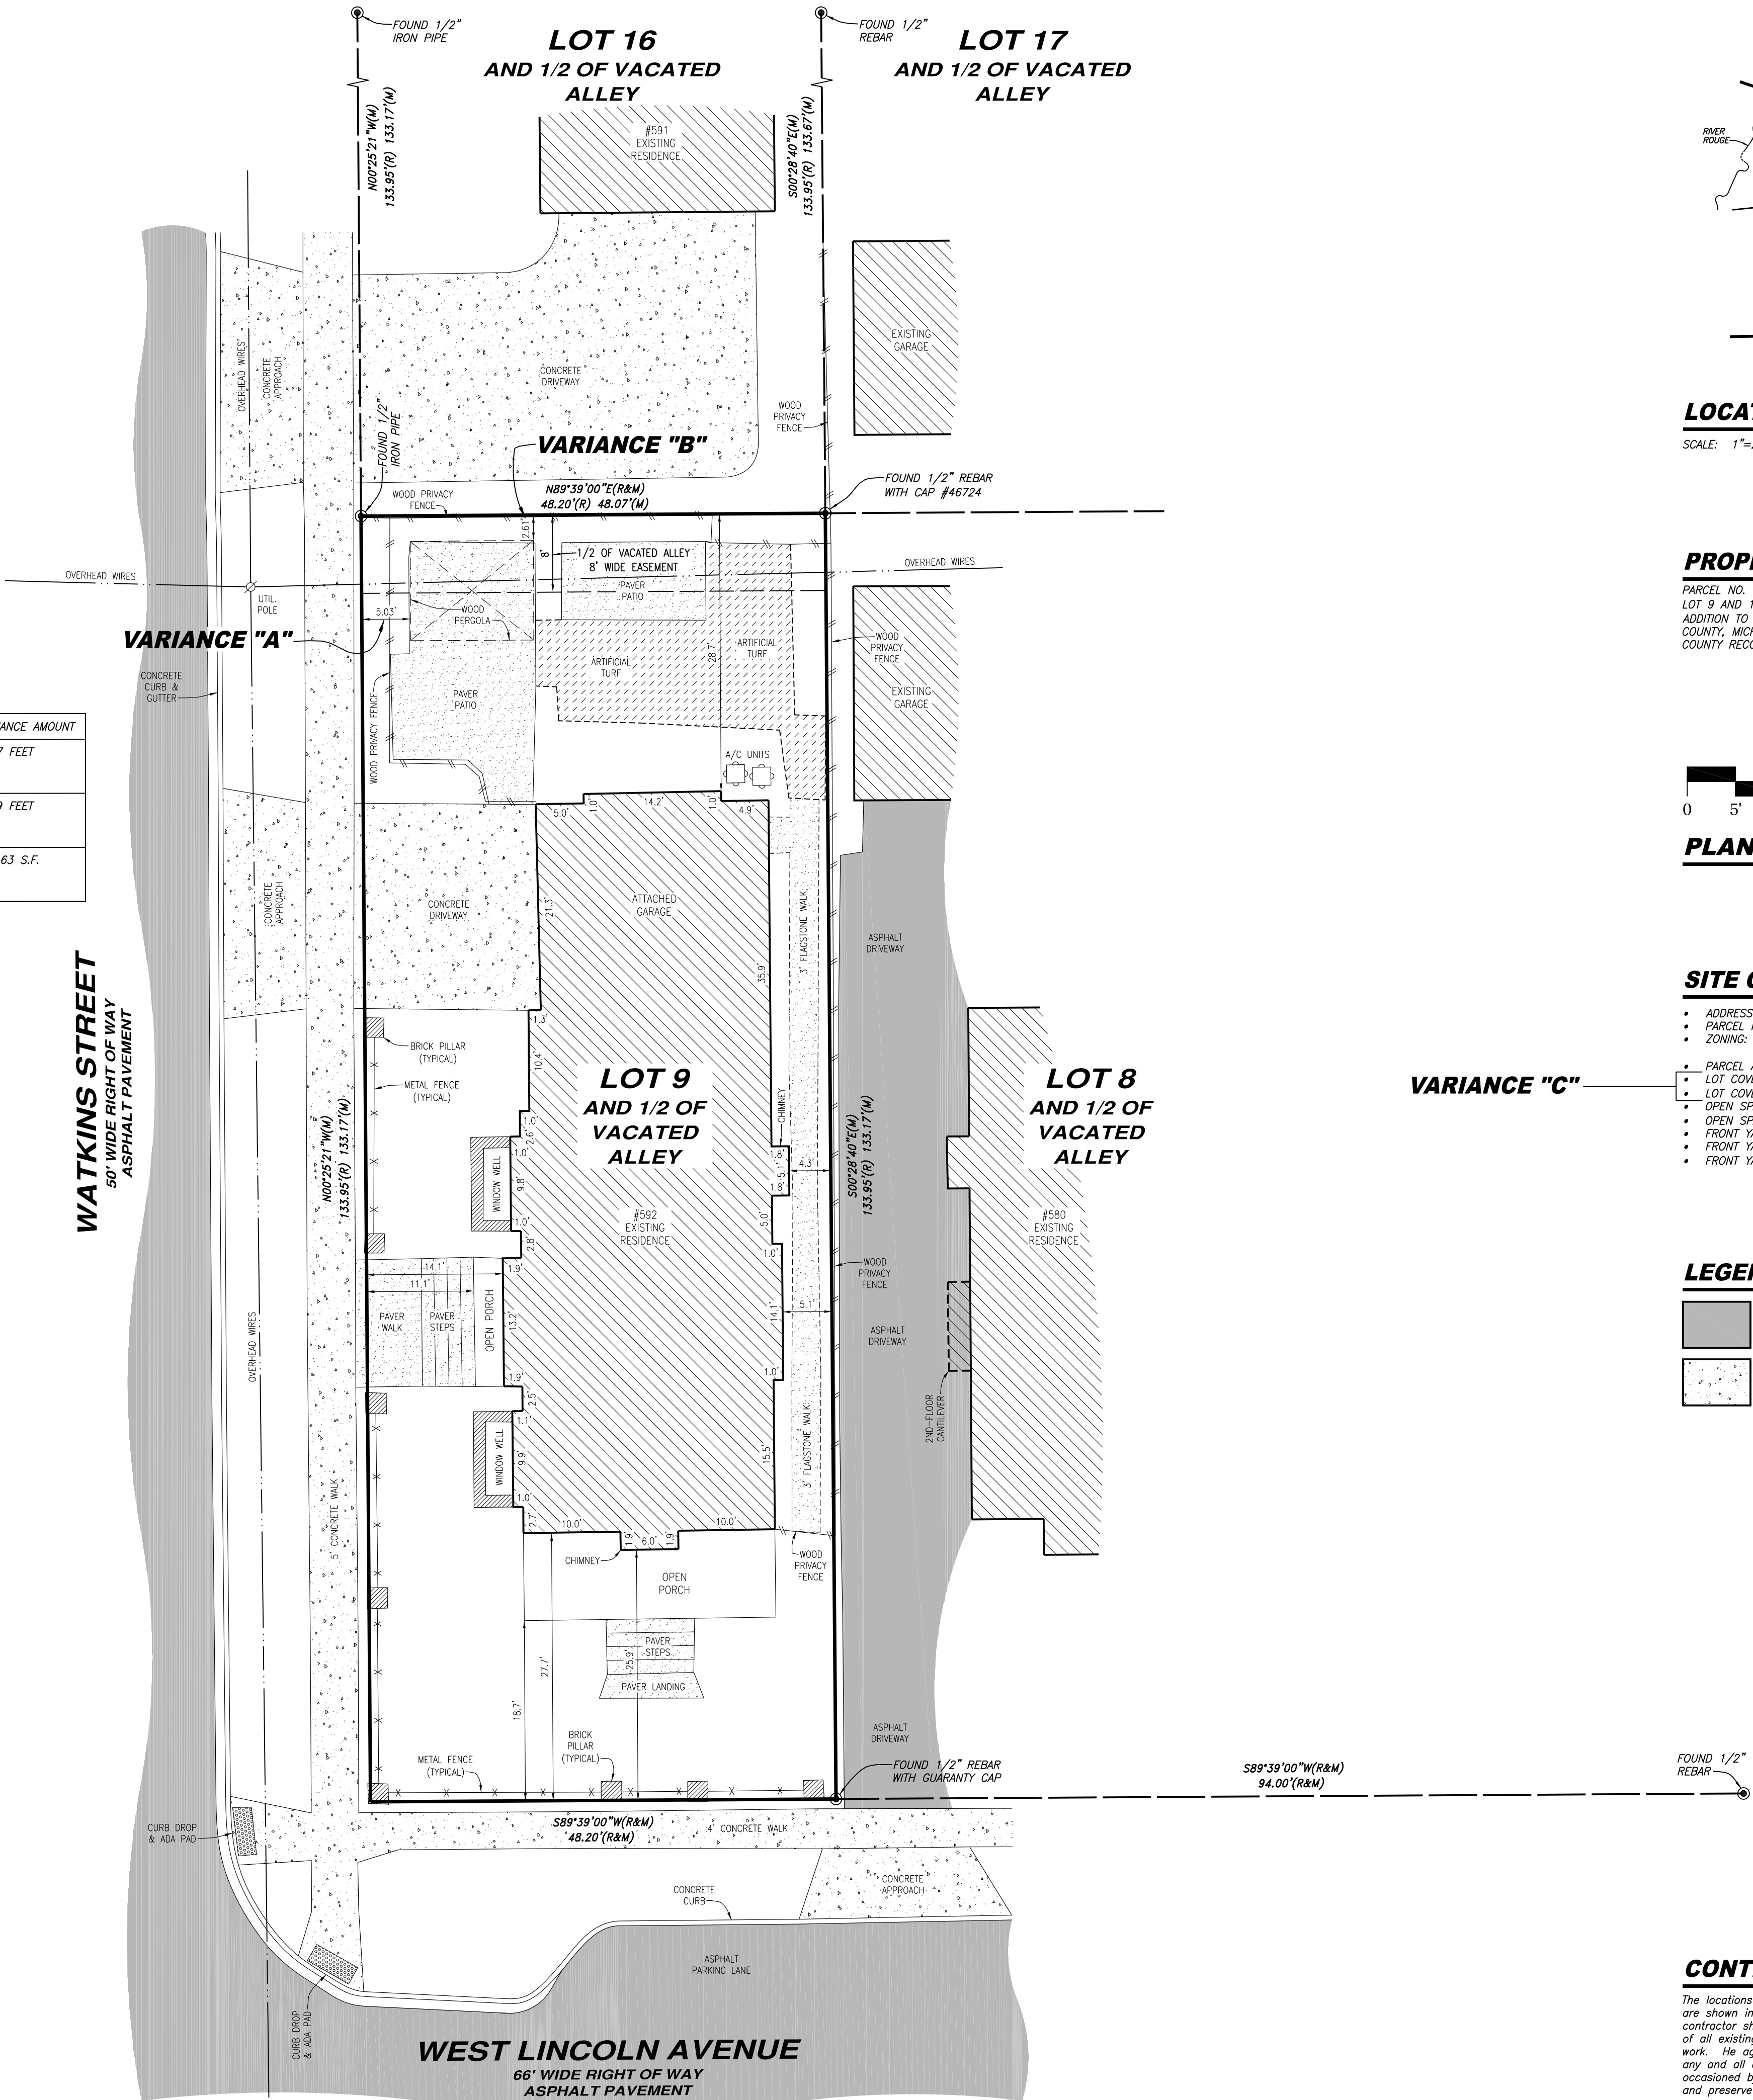 FOUND 1/2"
IRON PIPE
LOT 16
AND 1/2 OF VACATED
ALLEY
FOUND 1/2"
REBAR
LOT 17
AND 1/2 OF VACATED
ALLEY
N00°25'21"W(M)
133.95'(R) 133.17'(M)
#591
EXISTING
RESIDENCE
S00°28'40"E(M)
133.95'(R) 133.67'(M)
RIVER
ROUGE
OVERHEAD WIRES
CONCRETE
APPROACH
CONCRETE
DRIVEWAY
EXISTING
GARAGE
WOOD
PRIVACY
FENCE
FOUND 1/2"
IRON PIPE
VARIANCE "B"
SCALE: 1"=
WOOD PRIVACY
FENCE
N89°39'00"E(R&M)
48.20'(R) 48.07'(M)
FOUND 1/2" REBAR
WITH CAP #46724
2.61'
8'
1/2 OF VACATED ALLEY
8' WIDE EASEMENT
OVERHEAD WIRES
OVERHEAD WIRES
UTIL.
POLE
PAVER
PATIO
5.03'
WOOD
PERGOLA
VARIANCE "A"
PARCEL NO.
LOT 9 AND 1
ADDITION TO
COUNTY, MICH
COUNTY RECO
CONCRETE
CURB &
GUTTER
ARTIFICIAL
TURF
ARTIFICIAL
TURF
28.7'
WOOD
PRIVACY
FENCE
EXISTING
GARAGE
WOOD PRIVACY FENCE
PAVER
PATIO
A/C UNITS
ANCE AMOUNT
7 FEET
9 FEET
63 S.F.
0 5'
PLAN
5.0'
1.0'
14.2'
1.0'
4.9'
CONCRETE
APPROACH
CONCRETE
DRIVEWAY
21.3'
ATTACHED
GARAGE
35.9'
3' FLAGSTONE WALK
ASPHALT
DRIVEWAY
WATKINS STREET
50' WIDE RIGHT OF WAY
ASPHALT PAVEMENT
BRICK PILLAR
(TYPICAL)
METAL FENCE
(TYPICAL)
1.3'
10.4'
LOT 9
AND 1/2 OF
VACATED
ALLEY
CHIMNEY
LOT 8
AND 1/2 OF
VACATED
ALLEY
VARIANCE "C"
SITE
• ADDRESS
• PARCEL
• ZONING:
• PARCEL
• LOT COV
• LOT COV
• OPEN SP
• OPEN SP
• FRONT Y
• FRONT Y
• FRONT Y
N00°25'21"W(M)
133.95'(R) 133.17'(M)
1.0'
2.6'
1.0'
WINDOW WELL
9.8'
1.0'
2.8'
#592
EXISTING
RESIDENCE
1.8'
5.1'
1.8'
4.3'
5.0'
1.0'
S00°28'40"E(M)
133.95'(R) 133.17'(M)
#580
EXISTING
RESIDENCE
14.1'
11.1'
1.9'
PAVER
WALK
PAVER
STEPS
OPEN PORCH
13.2'
1.9'
14.1'
5.1'
1.0'
WOOD
PRIVACY
FENCE
ASPHALT
DRIVEWAY
2ND-FLOOR
CANTILEVER
OVERHEAD WIRES
2.5'
1.1'
WINDOW WELL
9.9'
1.0'
2.7'
15.5'
3' FLAGSTONE WALK
5' CONCRETE WALK
10.0'
1.9'
6.0'
1.9'
10.0'
CHIMNEY
OPEN
PORCH
WOOD
PRIVACY
FENCE
PAVER
STEPS
PAVER LANDING
18.7'
27.7'
25.9'
BRICK
PILLAR
(TYPICAL)
METAL FENCE
(TYPICAL)
ASPHALT
DRIVEWAY
FOUND 1/2" REBAR
WITH GUARANTY CAP
S89°39'00"W(R&M)
94.00'(R&M)
FOUND 1/2"
REBAR
S89°39'00"W(R&M)
48.20'(R&M)
4' CONCRETE WALK
CURB DROP
& ADA PAD
CONCRETE
APPROACH
CONCRETE
CURB
ASPHALT
PARKING LANE
CURB DROP
& ADA PAD
WEST LINCOLN AVENUE
66' WIDE RIGHT OF WAY
ASPHALT PAVEMENT
The locations
are shown in
contractor sh
of all existing
work. He ag
any and all
occasioned b
and preserve